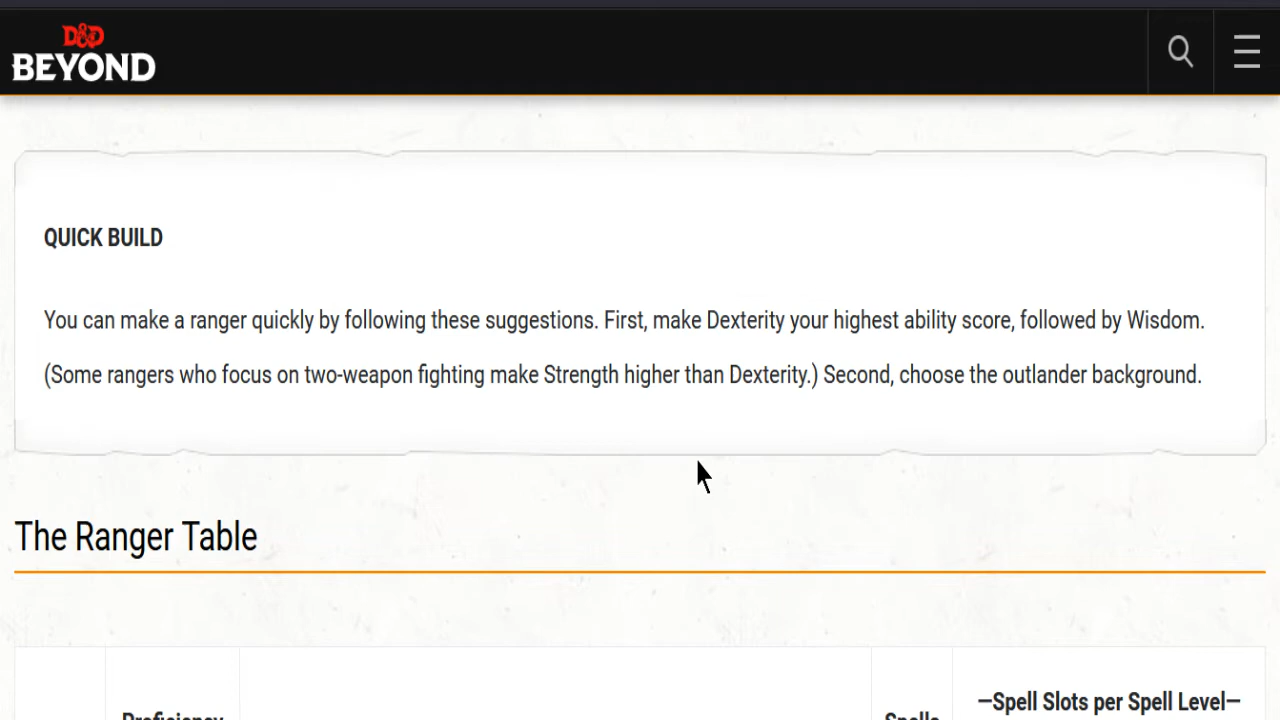 D&D
BEYOND
QUICK BUILD
You can make a ranger quickly by following these suggestions. First, make Dexterity your highest ability score, followed by Wisdom.
(Some rangers who focus on two-weapon fighting make Strength higher than Dexterity.) Second, choose the outlander background.
The Ranger Table
—Spell Slots per Spell Level—
Proficiency Spells